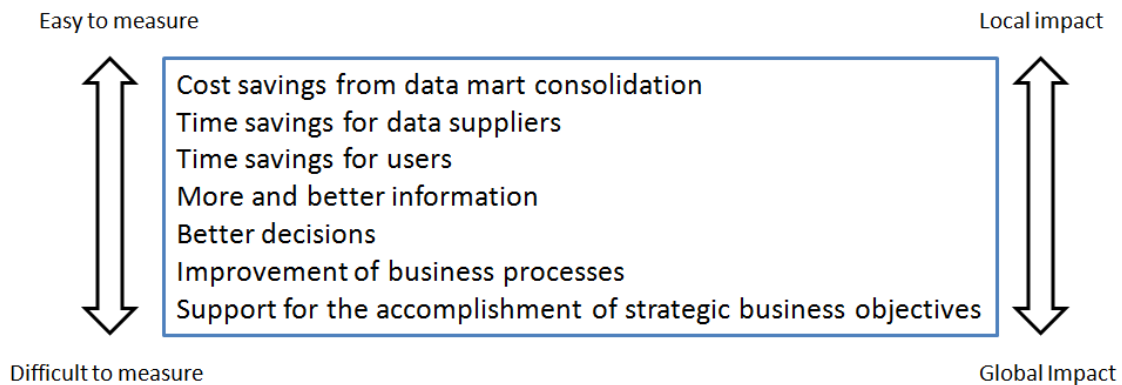 Easy to measure
Local impact
Cost savings from data mart consolidation
Time savings for data suppliers
Time savings for users
More and better information
Better decisions
Improvement of business processes
Support for the accomplishment of strategic business objectives
Difficult to measure
Global Impact